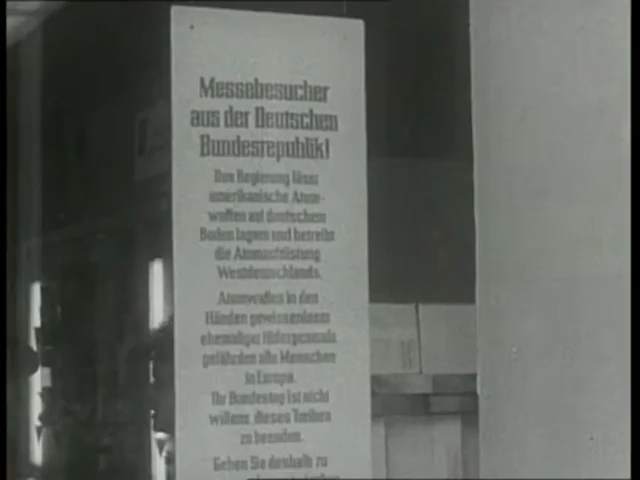 Messebesucher
aus der Deutschen
Bundesrepublik!
Ihre Regierung lässt
amerikanische Atom-
waffen auf deutschem
Boden lagern und betreibt
die Atomaufrüstung
Westdeutschlands.
Atomwaffen in den
Händen gewissenloser
ehemaliger Hitlergenerale
gefährden alle Menschen
in Europa.
Ihr Bundestag ist nicht
willens, dieses Treiben
zu beenden.
Gehen Sie deshalb zu